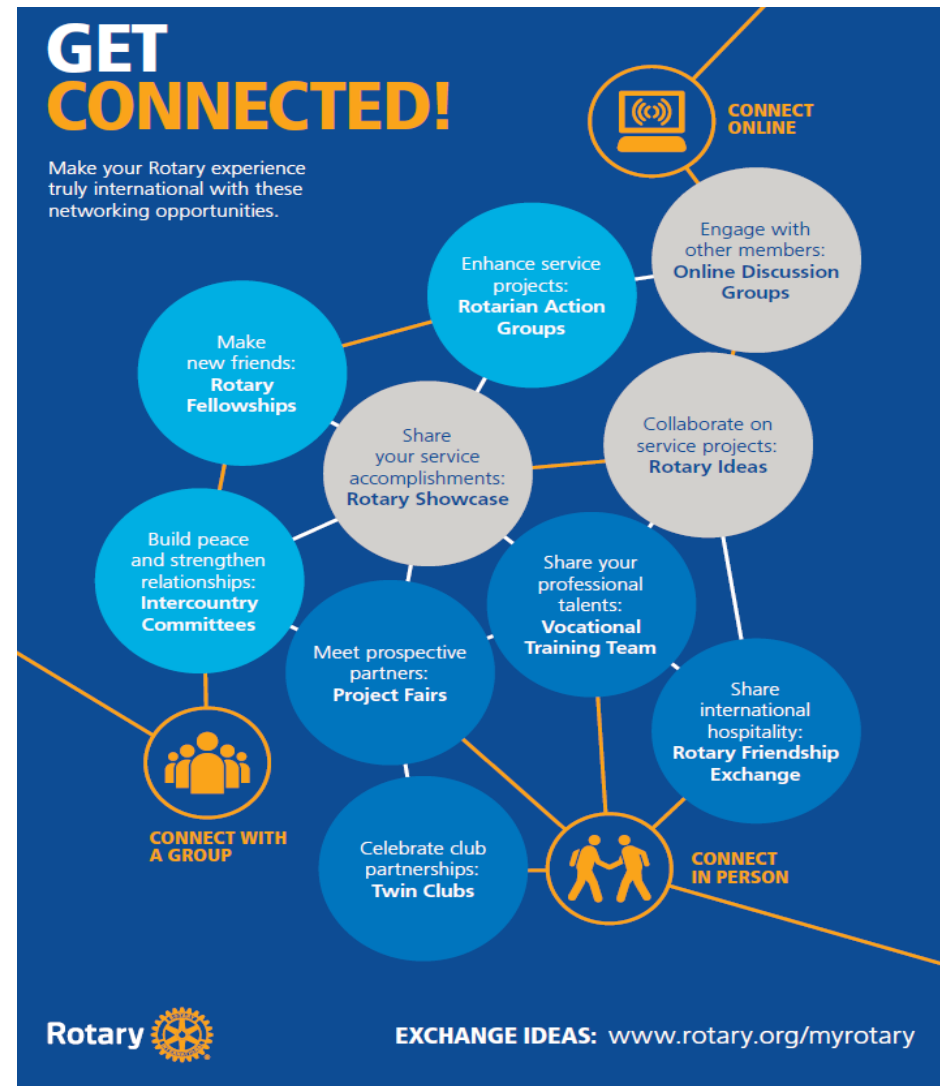 GET
CONNECTED!
Make your Rotary experience
truly international with these
networking opportunities.
CONNECT
ONLINE
Engage with
other members:
Online Discussion
Groups
Enhance service
projects:
Rotarian Action
Groups
Make
new friends:
Rotary
Fellowships
Share
your service
accomplishments:
Rotary Showcase
Collaborate on
service projects:
Rotary Ideas
Build peace
and strengthen
relationships:
Intercountry
Committees
Share your
professional
talents:
Vocational
Training Team
Meet prospective
partners:
Project Fairs
Share
international
hospitality:
Rotary Friendship
Exchange
CONNECT WITH
A GROUP
Celebrate club
partnerships:
Twin Clubs
CONNECT
IN PERSON
Rotary
EXCHANGE IDEAS: www.rotary.org/myrotary